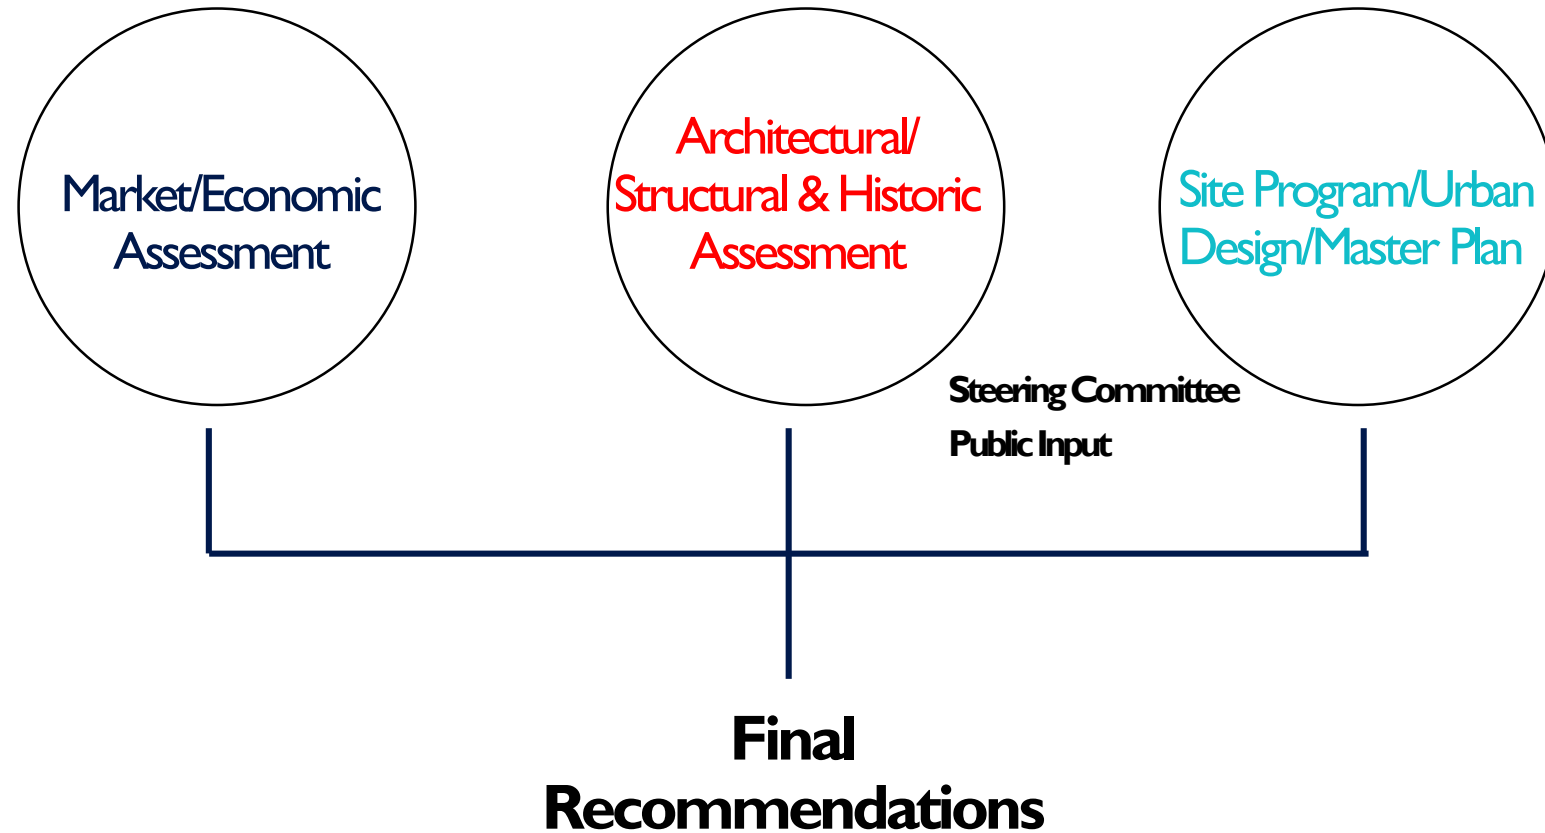 Market/Economic
Assessment
Architectural/
Structural & Historic
Assessment
Site Program/Urban
Design/Master Plan
Steering Committee
Public Input
Final
Recommendations